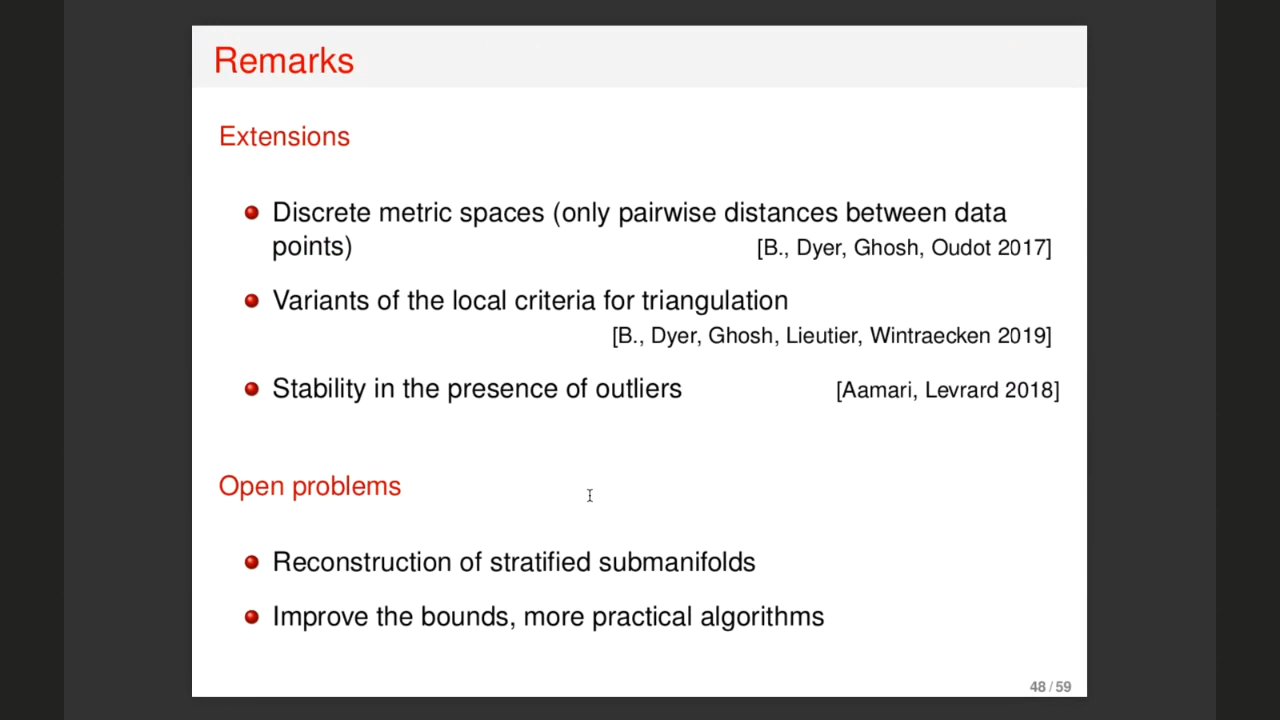 Remarks
Extensions
Discrete metric spaces (only pairwise distances between data
points) [B., Dyer, Ghosh, Oudot 2017]
Variants of the local criteria for triangulation
[B., Dyer, Ghosh, Lieutier, Wintraecken 2019]
Stability in the presence of outliers [Aamari, Levrard 2018]
Open problems
Reconstruction of stratified submanifolds
Improve the bounds, more practical algorithms
48 / 59